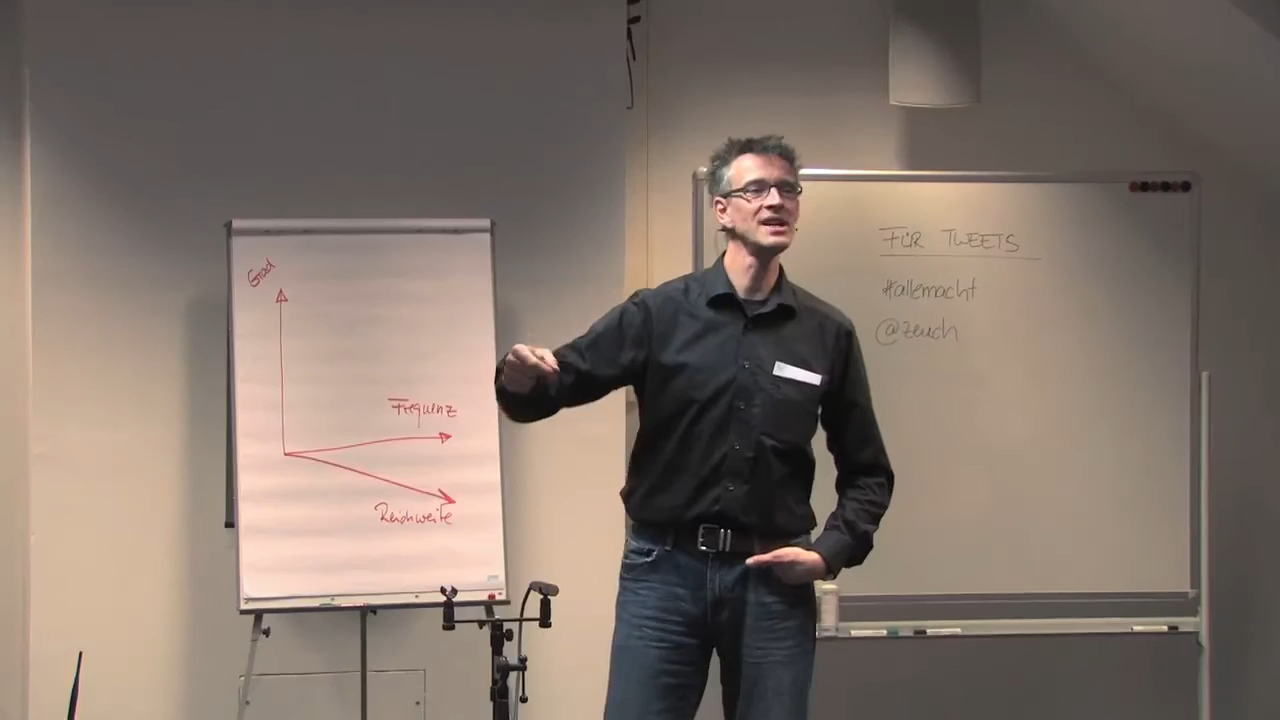 Grad
Frequenz
Reichweite
FÜR TWEETS
#allemacht
@zeuch